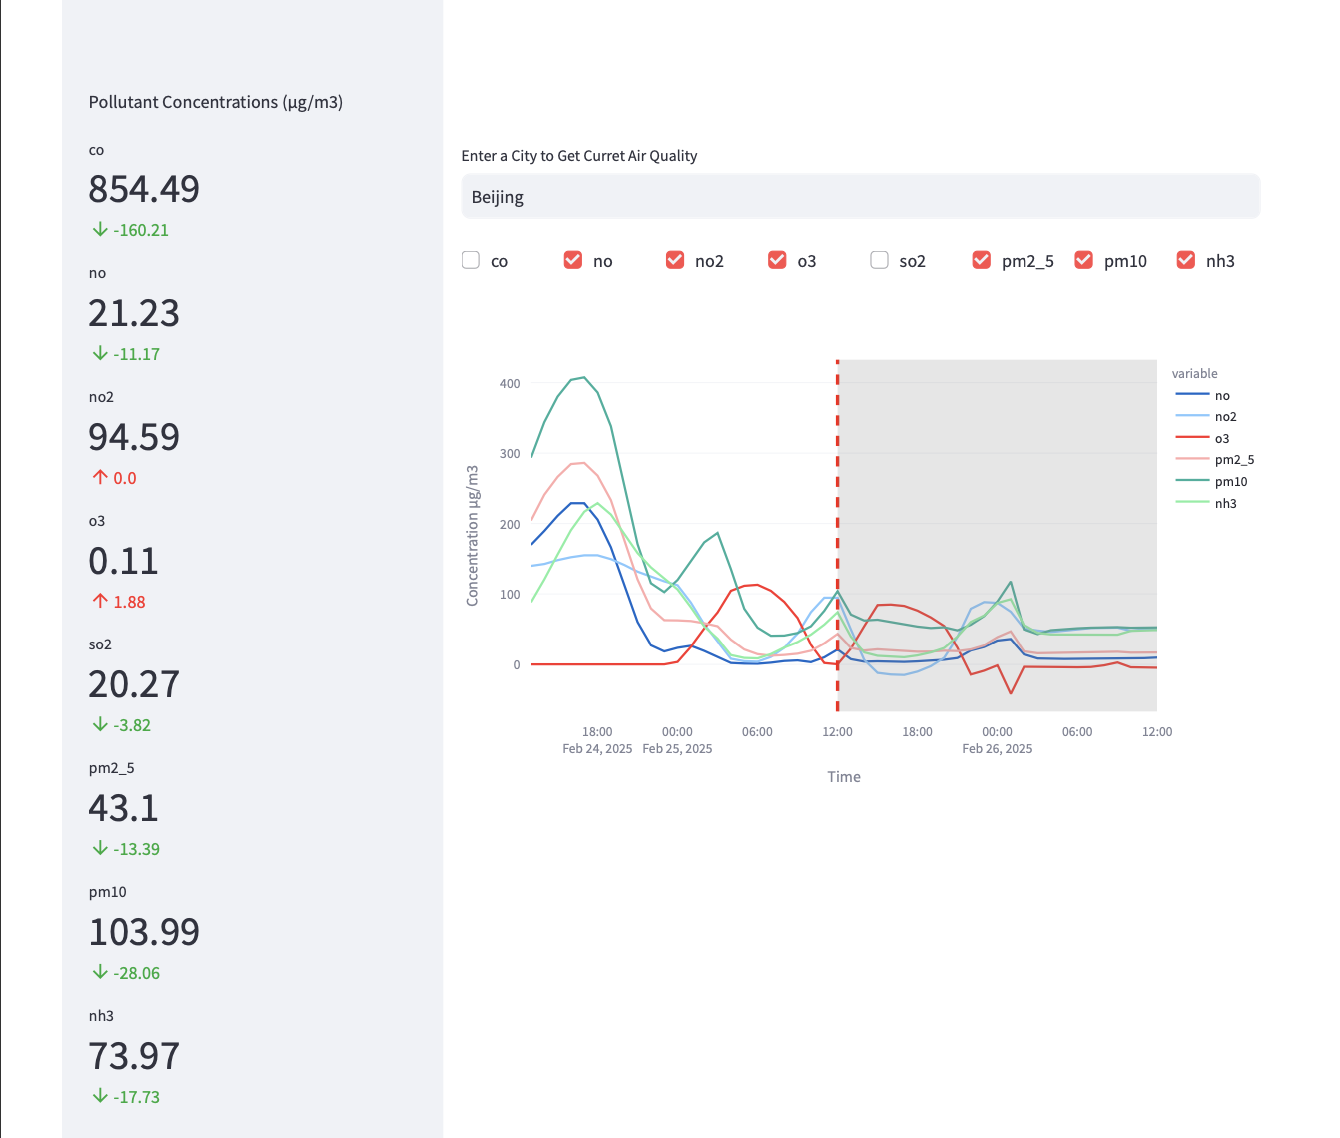 Pollutant Concentrations (μg/m3)
co
854.49
-160.21
no
21.23
-11.17
no2
94.59
0.0
o3
0.11
1.88
so2
20.27
-3.82
pm2_5
43.1
-13.39
pm10
103.99
-28.06
nh3
73.97
-17.73
Enter a City to Get Curret Air Quality
Beijing
co no no2 o3 so2 pm2_5 pm10 nh3
Concentration μg/m3
400
300
200
100
0
18:00 00:00 06:00 12:00 18:00 00:00 06:00 12:00
Feb 24, 2025 Feb 25, 2025 Feb 26, 2025
Time
variable
no
no2
o3
pm2_5
pm10
nh3